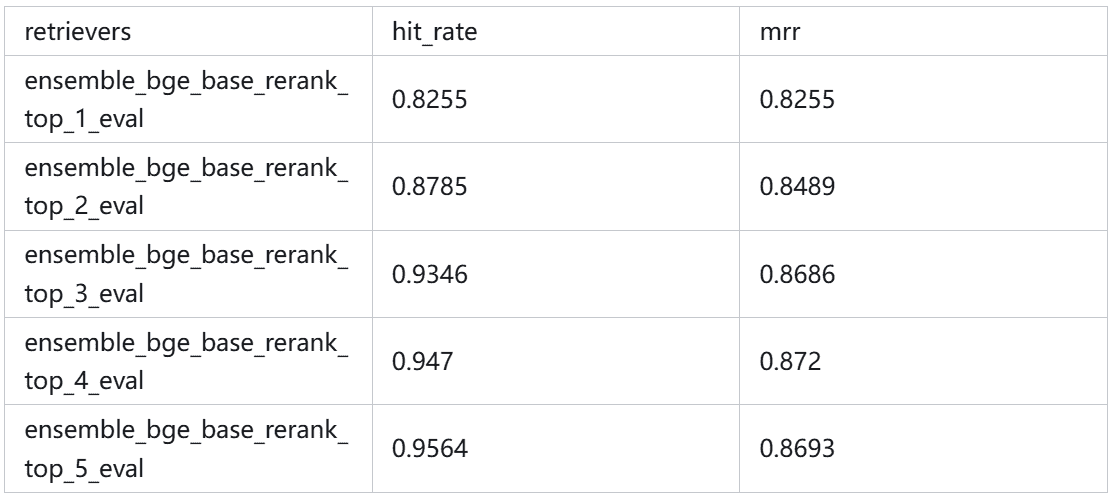 retrievers hit_rate mrr
ensemble_bge_base_rerank_
top_1_eval
0.8255 0.8255
ensemble_bge_base_rerank_
top_2_eval
0.8785 0.8489
ensemble_bge_base_rerank_
top_3_eval
0.9346 0.8686
ensemble_bge_base_rerank_
top_4_eval
0.947 0.872
ensemble_bge_base_rerank_
top_5_eval
0.9564 0.8693